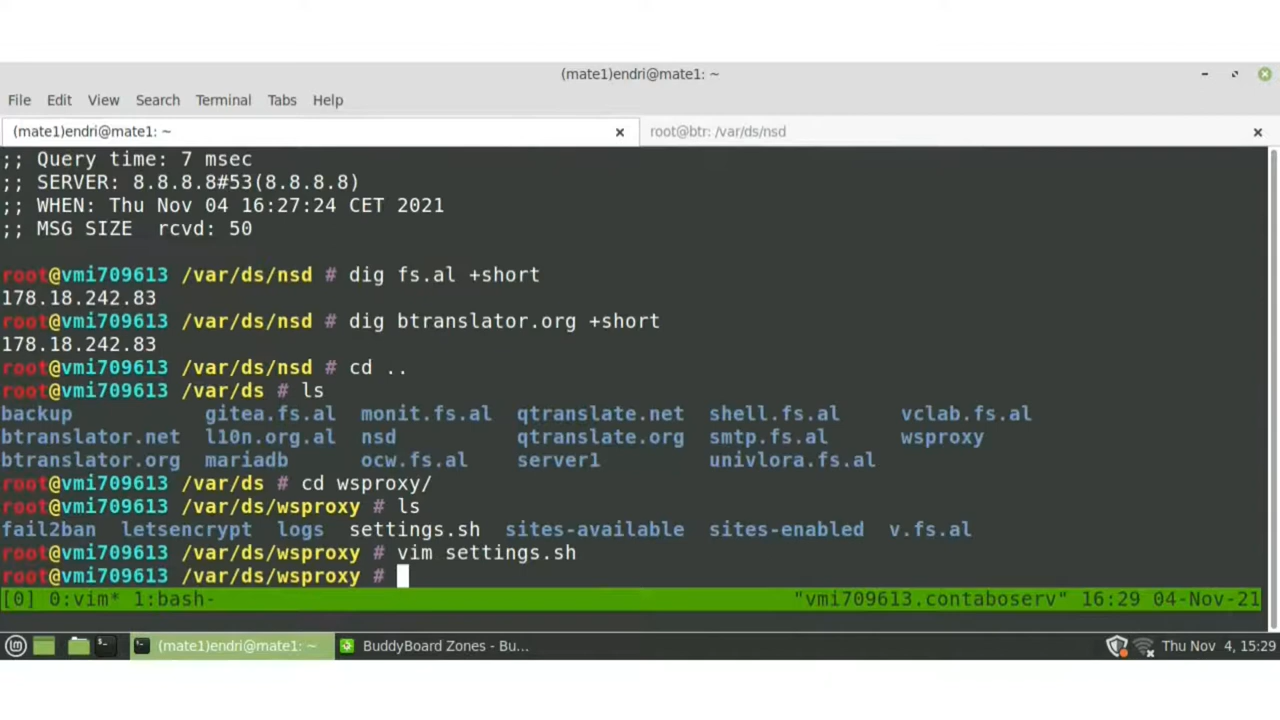 (mate1)endri@mate1: ~
File Edit View Search Terminal Tabs Help
(mate1)endri@mate1: ~ root@btr: /var/ds/nsd
;; Query time: 7 msec
;; SERVER: 8.8.8.8#53(8.8.8.8)
;; WHEN: Thu Nov 04 16:27:24 CET 2021
;; MSG SIZE  rcvd: 50
root@vmi709613 /var/ds/nsd # dig fs.al +short
178.18.242.83
root@vmi709613 /var/ds/nsd # dig btranslator.org +short
178.18.242.83
root@vmi709613 /var/ds/nsd # cd ..
root@vmi709613 /var/ds # ls
backup gitea.fs.al monit.fs.al qtranslate.net shell.fs.al vclab.fs.al
btranslator.net l10n.org.al nsd qtranslate.org smtp.fs.al wsproxy
btranslator.org mariadb ocw.fs.al server1 univlora.fs.al
root@vmi709613 /var/ds # cd wsproxy/
root@vmi709613 /var/ds/wsproxy # ls
fail2ban letsencrypt logs settings.sh sites-available sites-enabled v.fs.al
root@vmi709613 /var/ds/wsproxy # vim settings.sh
root@vmi709613 /var/ds/wsproxy #
[0] 0:vim* 1:bash- "vmi709613.contaboserv" 16:29 04-Nov-21
(mate1)endri@mate1: ~ BuddyBoard Zones - Bu... Thu Nov 4, 15:29